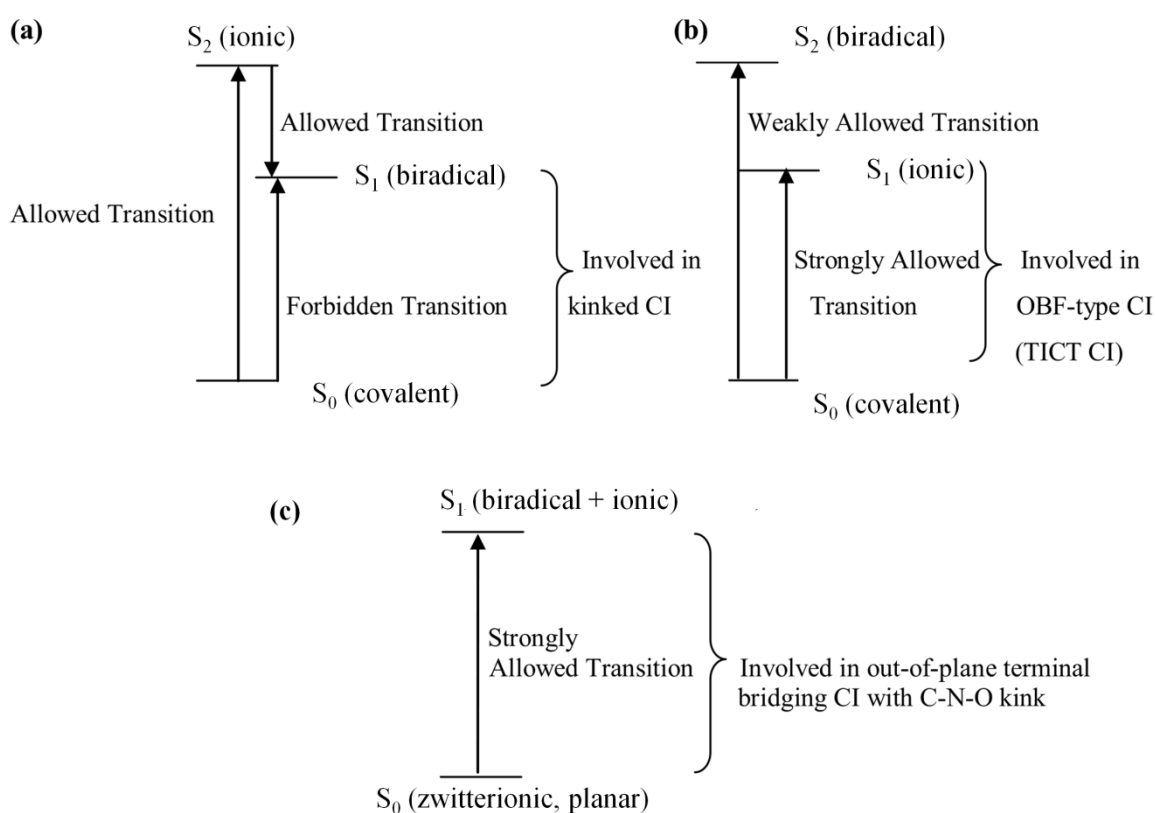 (a)
S2 (ionic)
Allowed Transition
S1 (biradical)
Allowed Transition
Involved in
kinked CI
Forbidden Transition
S0 (covalent)
(b)
S2 (biradical)
Weakly Allowed Transition
S1 (ionic)
Strongly Allowed
Transition
Involved in
OBF-type CI
(TICT CI)
S0 (covalent)
(c)
S1 (biradical + ionic)
Strongly
Allowed Transition
Involved in out-of-plane terminal
bridging CI with C-N-O kink
S0 (zwitterionic, planar)